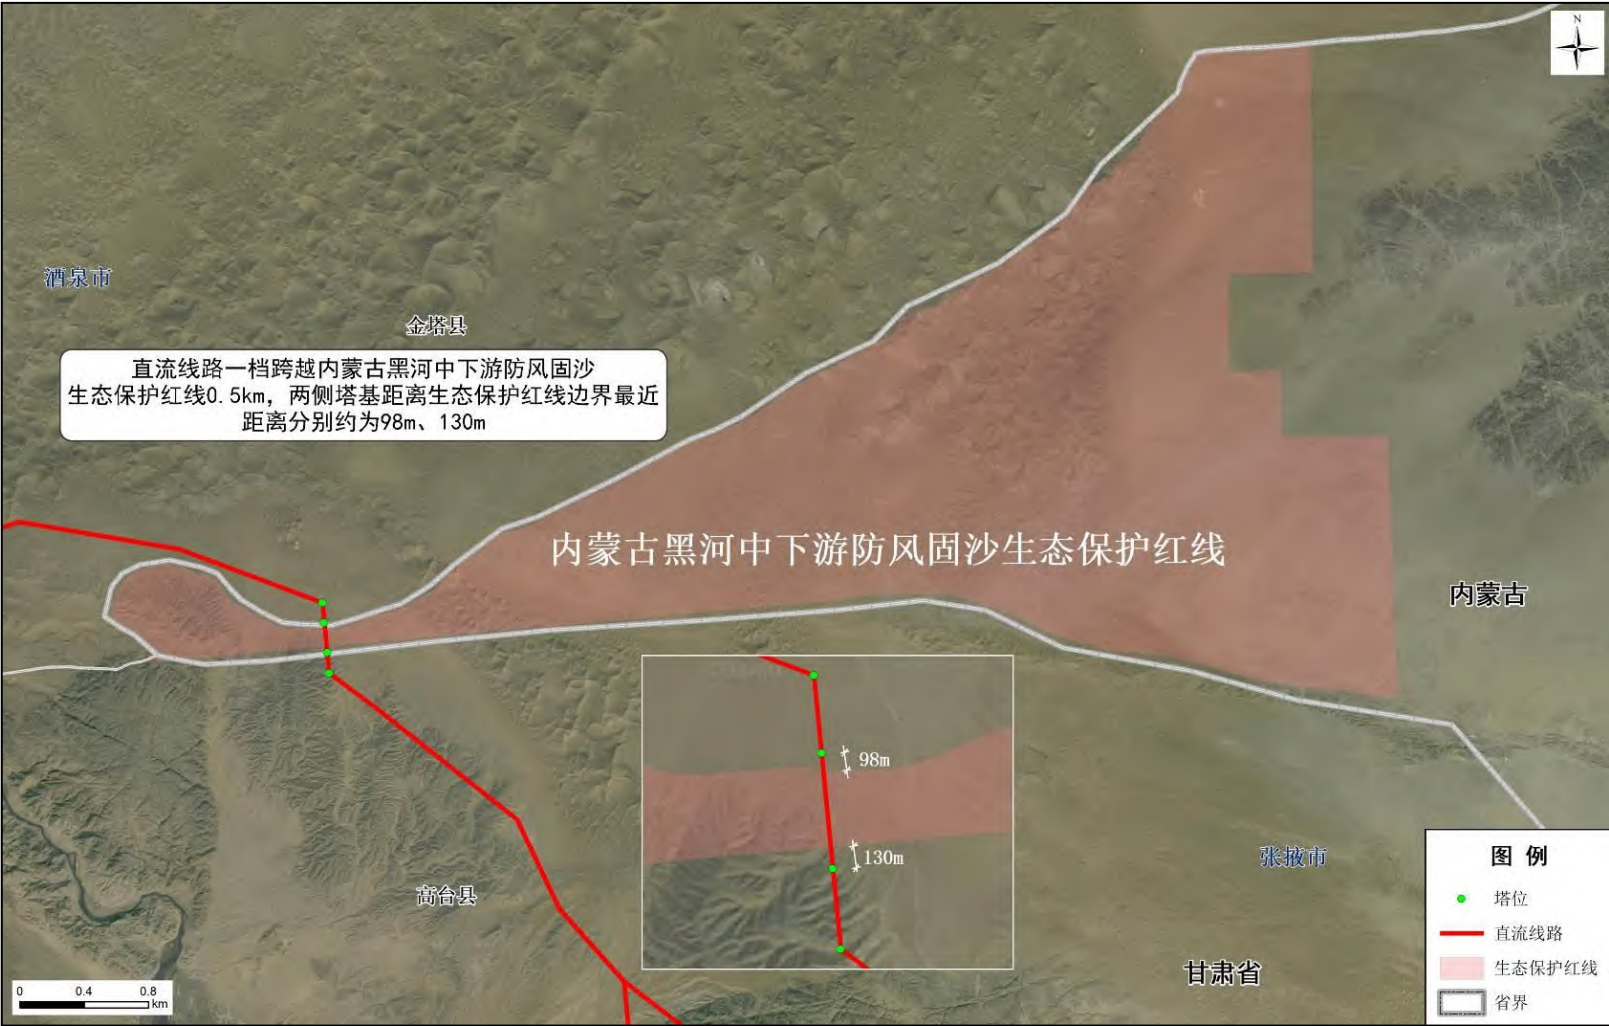 N
酒泉市
金塔县
直流线路一档跨越内蒙古黑河中下游防风固沙
生态保护红线0.5km，两侧塔基距离生态保护红线边界最近
距离分别约为98m、130m
内蒙古黑河中下游防风固沙生态保护红线
内蒙古
98m
130m
张掖市
高台县
甘肃省
图 例
塔位
直流线路
生态保护红线
省界
0 0.4 0.8
km